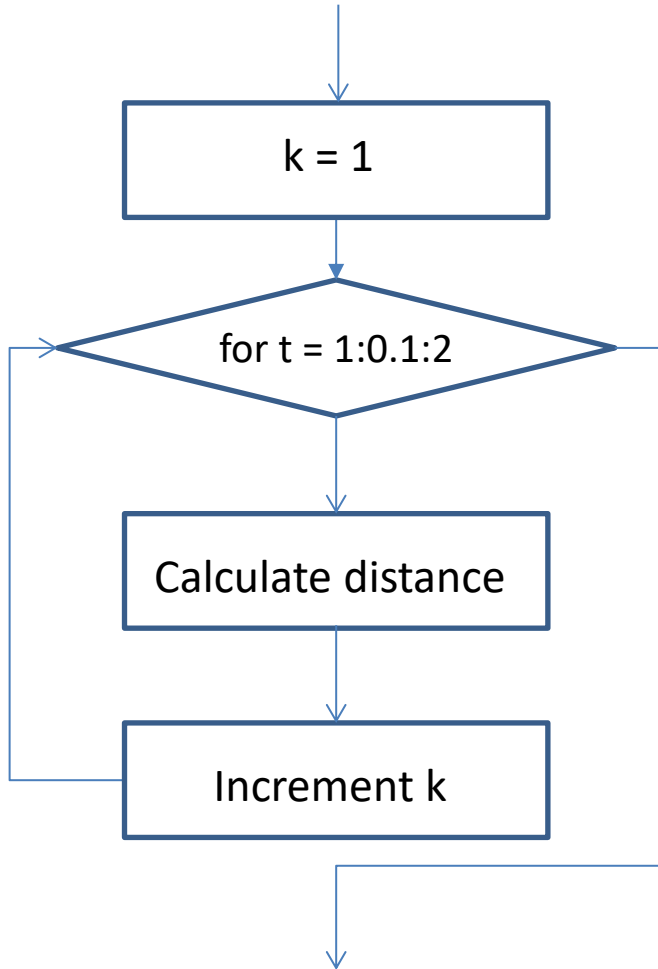 k = 1
for t = 1:0.1:2
Calculate distance
Increment k